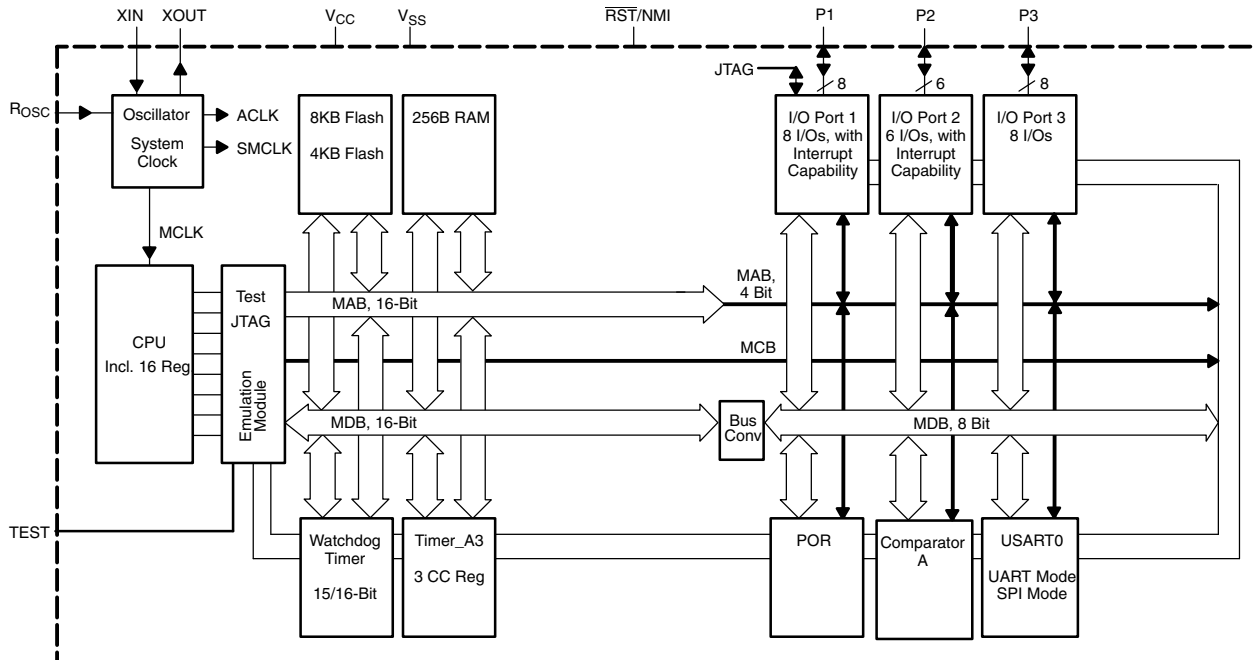 XIN
XOUT
VCC
VSS
RST/NMI
P1
P2
P3
JTAG
8
6
8
ROSC
Oscillator
System
Clock
ACLK
SMCLK
8KB Flash
4KB Flash
256B RAM
I/O Port 1
8 I/Os, with
Interrupt
Capability
I/O Port 2
6 I/Os, with
Interrupt
Capability
I/O Port 3
8 I/Os
MCLK
CPU
Incl. 16 Reg
Test
JTAG
Emulation
Module
MAB, 16-Bit
MAB,
4 Bit
MCB
MDB, 16-Bit
Bus
Conv
MDB, 8 Bit
TEST
Watchdog
Timer
15/16-Bit
Timer_A3
3 CC Reg
POR
Comparator
A
USART0
UART Mode
SPI Mode